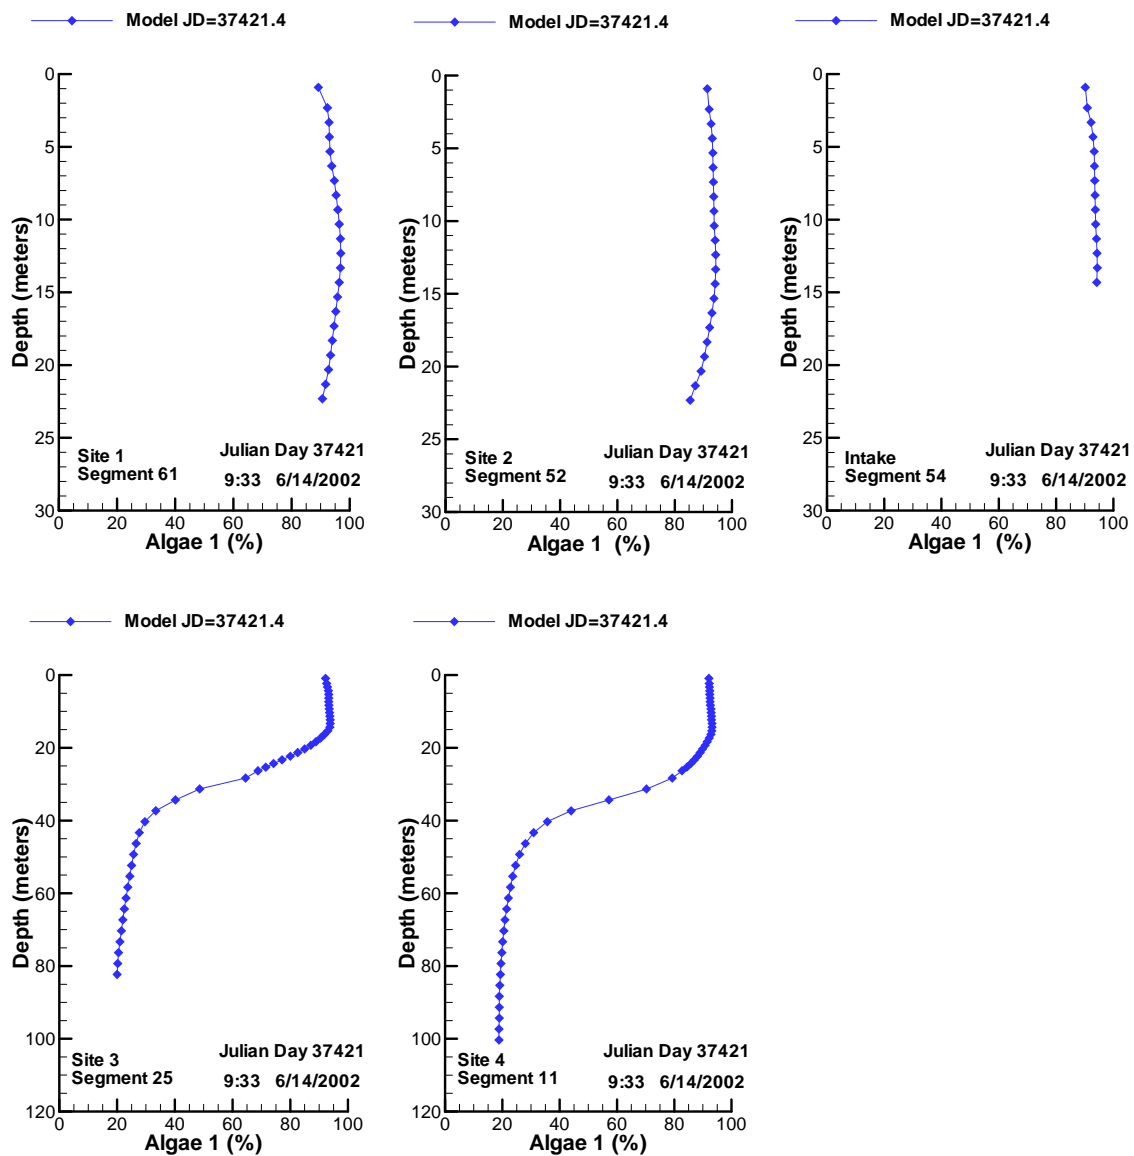 Model JD=37421.4
0
5
10
15
20
25
30
Depth (meters)
0 20 40 60 80 100
Algae 1 (%)
Site 1
Segment 61
Julian Day 37421
9:33 6/14/2002
Model JD=37421.4
0
5
10
15
20
25
30
Depth (meters)
0 20 40 60 80 100
Algae 1 (%)
Site 2
Segment 52
Julian Day 37421
9:33 6/14/2002
Model JD=37421.4
0
5
10
15
20
25
30
Depth (meters)
0 20 40 60 80 100
Algae 1 (%)
Intake
Segment 54
Julian Day 37421
9:33 6/14/2002
Model JD=37421.4
0
20
40
60
80
100
120
Depth (meters)
0 20 40 60 80 100
Algae 1 (%)
Site 3
Segment 25
Julian Day 37421
9:33 6/14/2002
Model JD=37421.4
0
20
40
60
80
100
120
Depth (meters)
0 20 40 60 80 100
Algae 1 (%)
Site 4
Segment 11
Julian Day 37421
9:33 6/14/2002